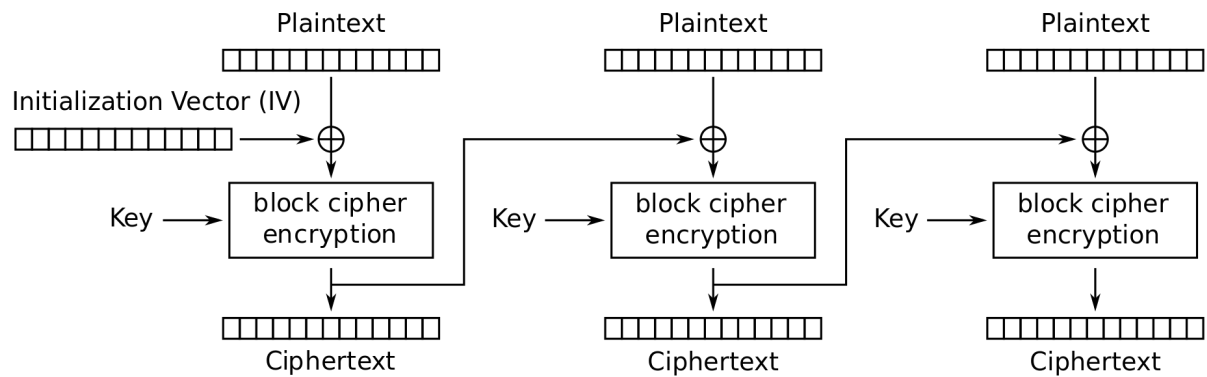 Plaintext
Plaintext
Plaintext
Initialization Vector (IV)
Key
block cipher
encryption
Key
block cipher
encryption
Key
block cipher
encryption
Ciphertext
Ciphertext
Ciphertext